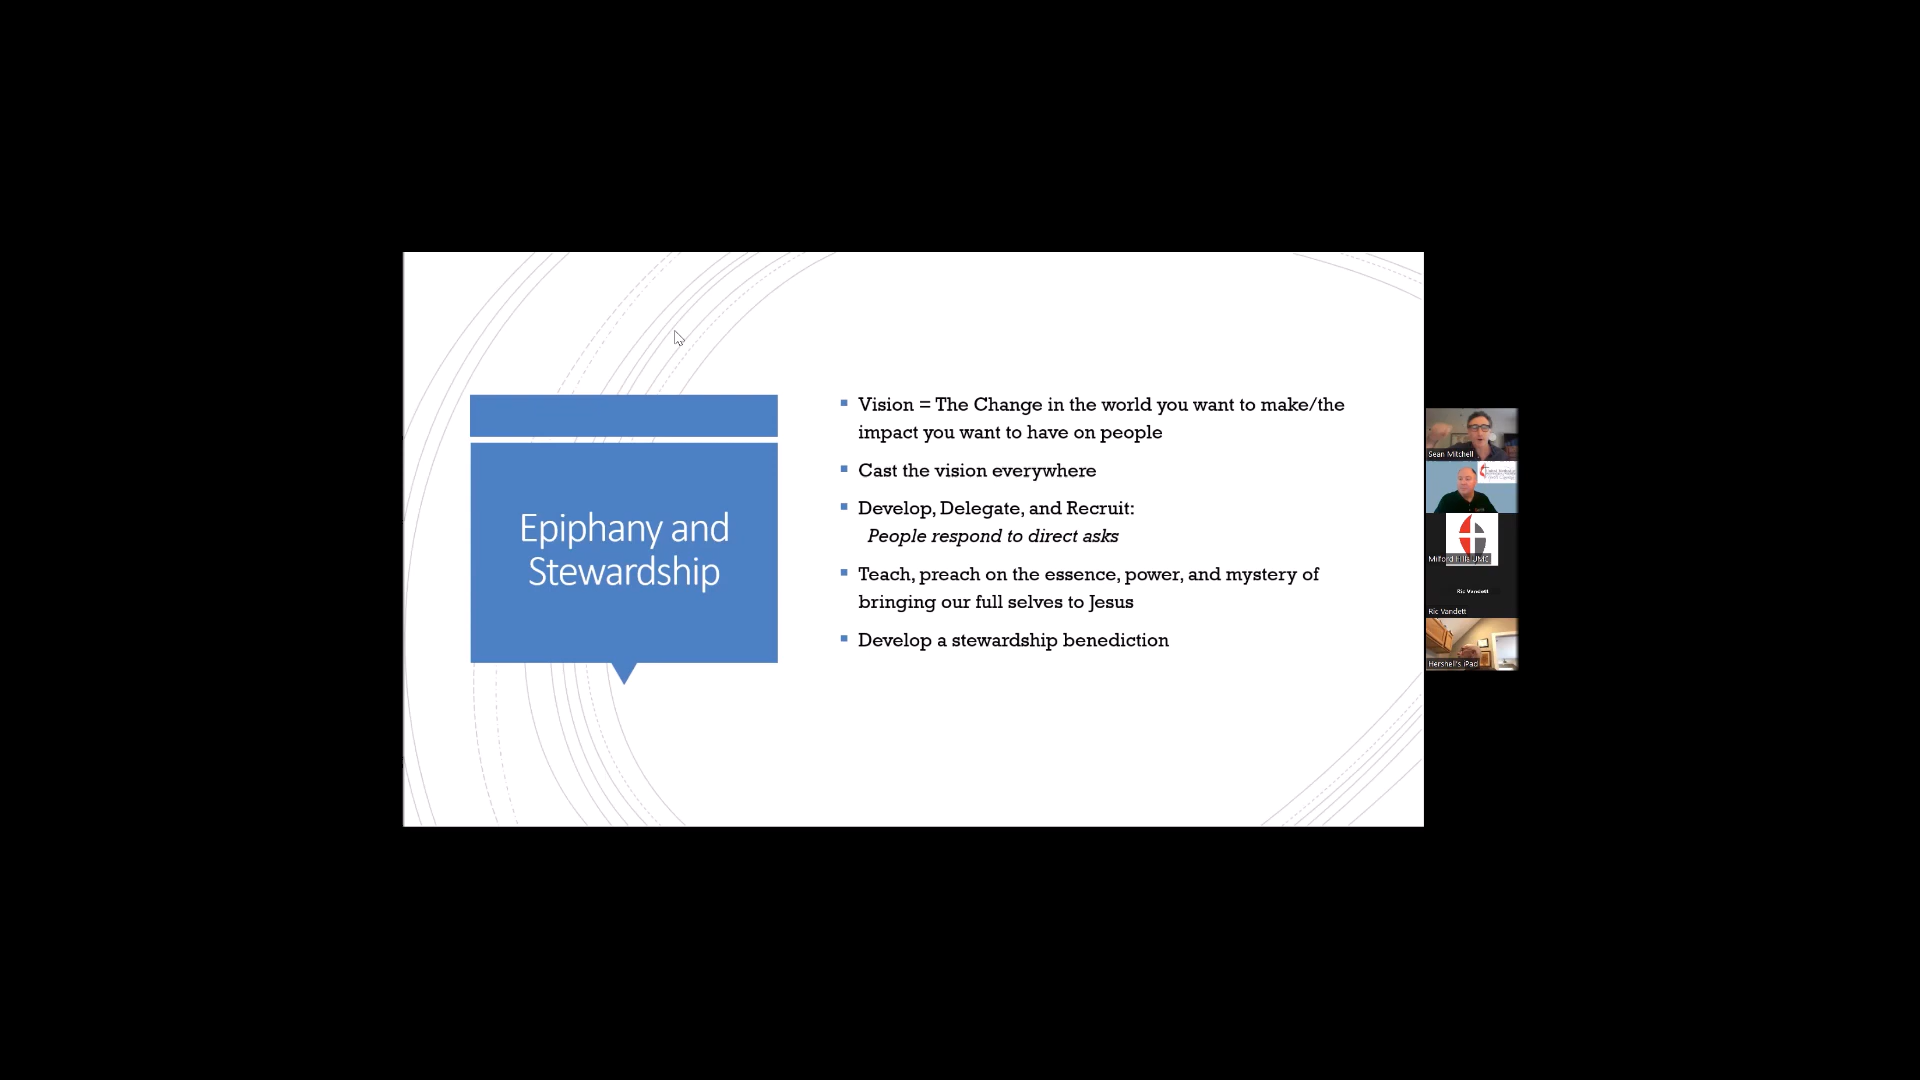 Epiphany and
Stewardship
Vision = The Change in the world you want to make/the
impact you want to have on people
Cast the vision everywhere
Develop, Delegate, and Recruit:
People respond to direct asks
Teach, preach on the essence, power, and mystery of
bringing our full selves to Jesus
Develop a stewardship benediction
Sean Mitchell
Milford Hills UMC
Ric Vandett
Ric Vandett
Hershell's iPad